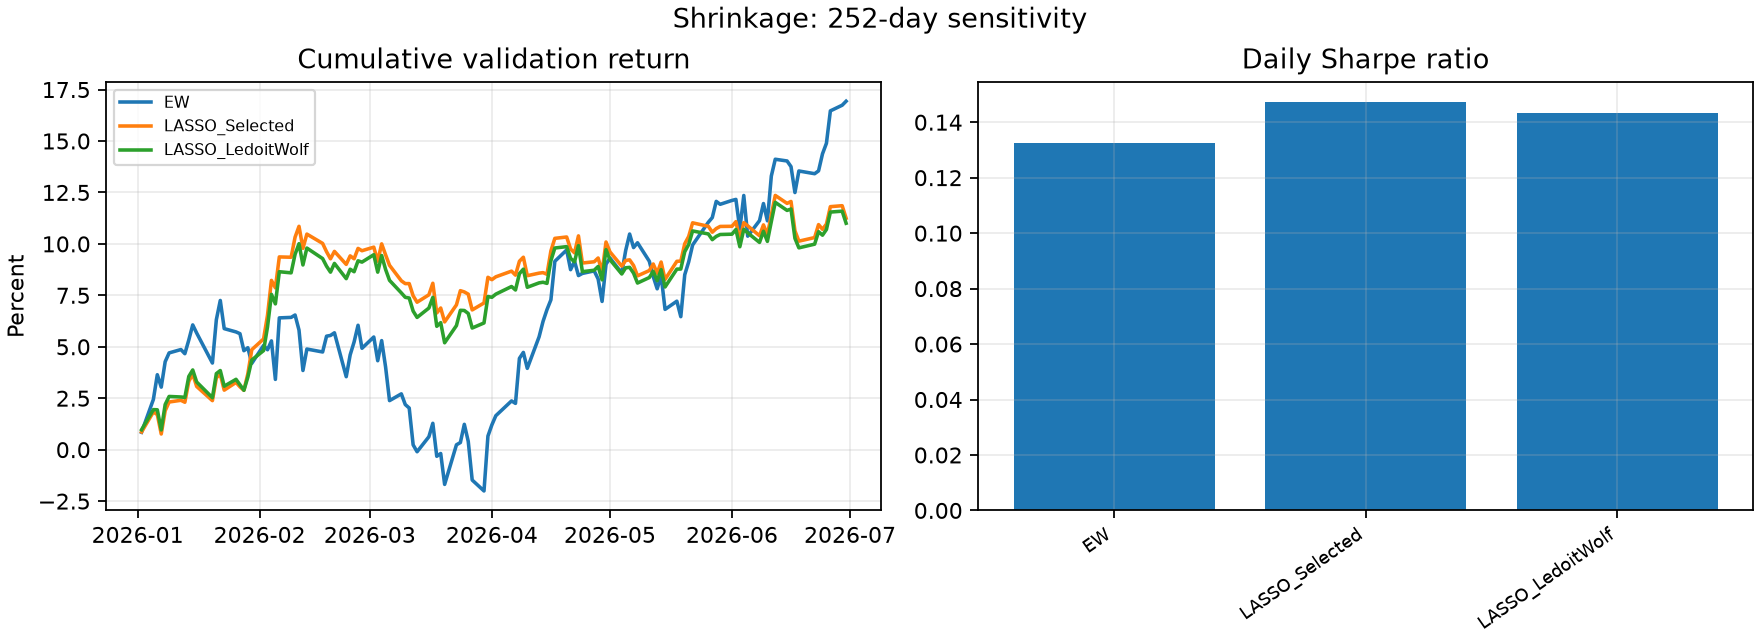 Shrinkage: 252-day sensitivity
Cumulative validation return
Percent
17.5
15.0
12.5
10.0
7.5
5.0
2.5
0.0
−2.5
EW
LASSO_Selected
LASSO_LedoitWolf
2026-01 2026-02 2026-03 2026-04 2026-05 2026-06 2026-07
Daily Sharpe ratio
0.14
0.12
0.10
0.08
0.06
0.04
0.02
0.00
EW
LASSO_Selected
LASSO_LedoitWolf